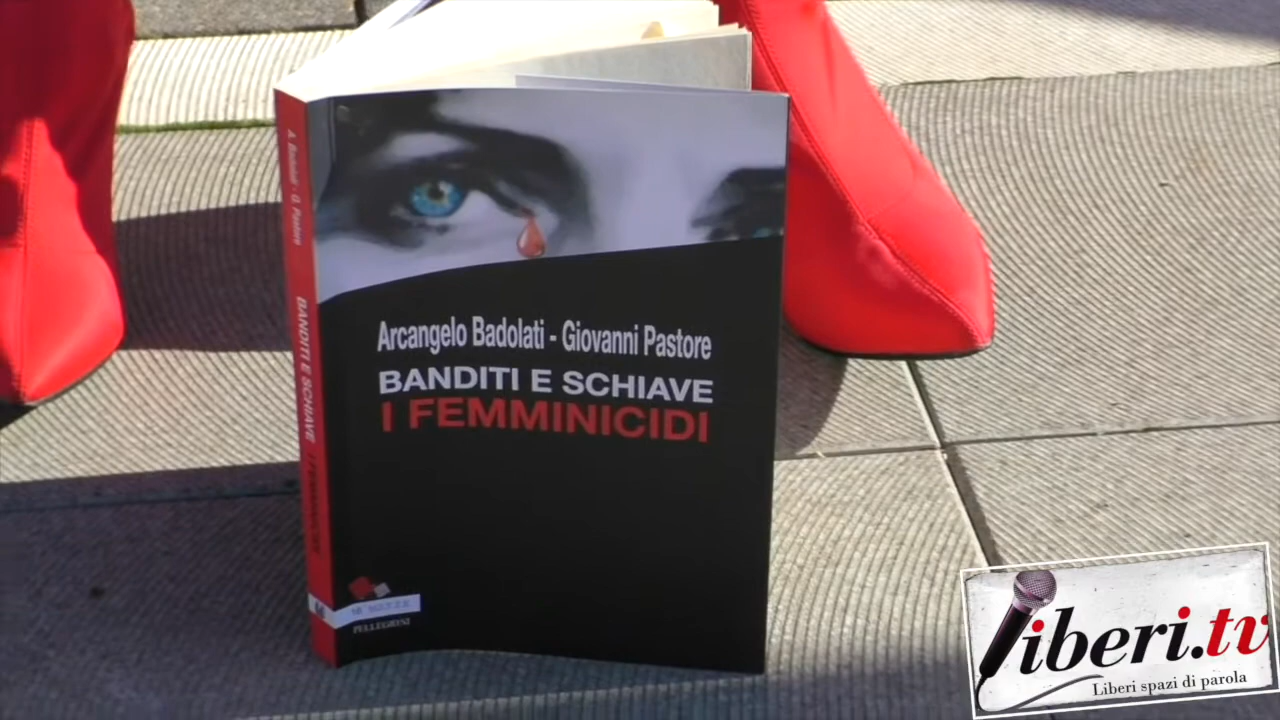 Arcangelo Badolati - Giovanni Pastore
BANDITI E SCHIAVE
I FEMMINICIDI
A. Badolati - G. Pastore
BANDITI E SCHIAVE I FEMMINICIDI
PELLEGRINI
liberi.tv
Liberi spazi di parola